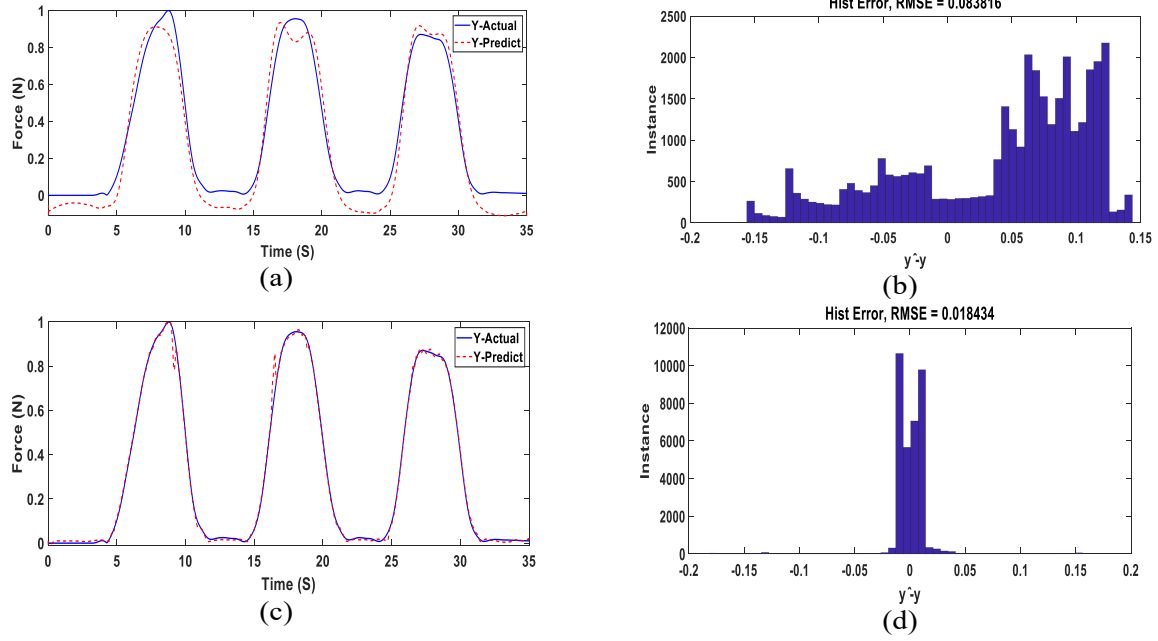 1
0.8
0.6
0.4
0.2
0
Force (N)
Y-Actual
Y-Predict
0 5 10 15 20 25 30 35
Time (S)
(a)
Hist Error, RMSE = 0.083816
2500
2000
1500
1000
500
0
Instance
-0.2 -0.15 -0.1 -0.05 0 0.05 0.1 0.15
yˆ-y
(b)
1
0.8
0.6
0.4
0.2
0
Force (N)
Y-Actual
Y-Predict
0 5 10 15 20 25 30 35
Time (S)
(c)
Hist Error, RMSE = 0.018434
12000
10000
8000
6000
4000
2000
0
Instance
-0.2 -0.15 -0.1 -0.05 0 0.05 0.1 0.15 0.2
yˆ-y
(d)